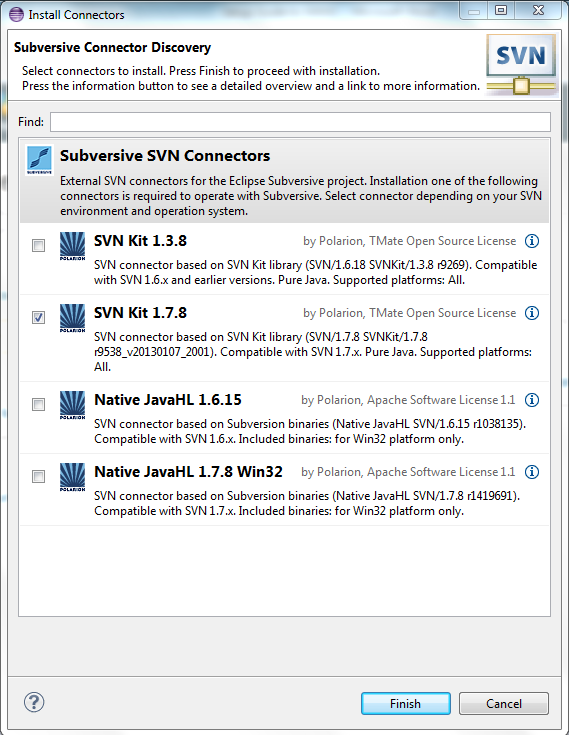 Install Connectors
Subversive Connector Discovery
Select connectors to install. Press Finish to proceed with installation.
Press the information button to see a detailed overview and a link to more information.
SVN
Find:
SUBVERSIVE
Subversive SVN Connectors
External SVN connectors for the Eclipse Subversive project. Installation one of the following
connectors is required to operate with Subversive. Select connector depending on your SVN
environment and operation system.
POLARION
SVN Kit 1.3.8
by Polarion, TMate Open Source License
SVN connector based on SVN Kit library (SVN/1.6.18 SVNKit/1.3.8 r9269). Compatible
with SVN 1.6.x and earlier versions. Pure Java. Supported platforms: All.
POLARION
SVN Kit 1.7.8
by Polarion, TMate Open Source License
SVN connector based on SVN Kit library (SVN/1.7.8 SVNKit/1.7.8
r9538_v20130107_2001). Compatible with SVN 1.7.x. Pure Java. Supported platforms:
All.
POLARION
Native JavaHL 1.6.15
by Polarion, Apache Software License 1.1
SVN connector based on Subversion binaries (Native JavaHL SVN/1.6.15 r1038135).
Compatible with SVN 1.6.x. Included binaries: for Win32 platform only.
POLARION
Native JavaHL 1.7.8 Win32
by Polarion, Apache Software License 1.1
SVN connector based on Subversion binaries (Native JavaHL SVN/1.7.8 r1419691).
Compatible with SVN 1.7.x. Included binaries: for Win32 platform only.
?
Finish
Cancel